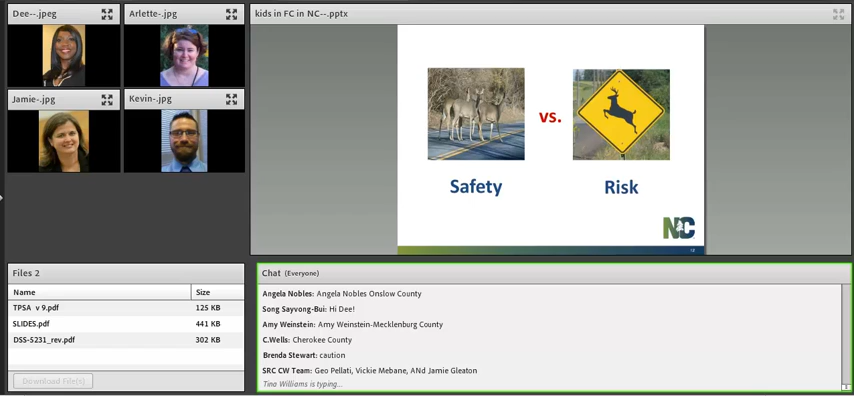 Dee--.jpeg
Arlette-.jpg
Jamie-.jpg
Kevin-.jpg
kids in FC in NC--.pptx
vs.
Safety
Risk
NC
Files 2
Name
Size
TPSA v 9.pdf
125 KB
SLIDES.pdf
441 KB
DSS-5231_rev.pdf
302 KB
Download File(s)
Chat (Everyone)
Angela Nobles: Angela Nobles Onslow County
Song Sayvong-Bui: Hi Dee!
Amy Weinstein: Amy Weinstein-Mecklenburg County
C.Wells: Cherokee County
Brenda Stewart: caution
SRC CW Team: Geo Pellati, Vickie Mebane, ANd Jamie Gleaton
Tina Williams is typing...